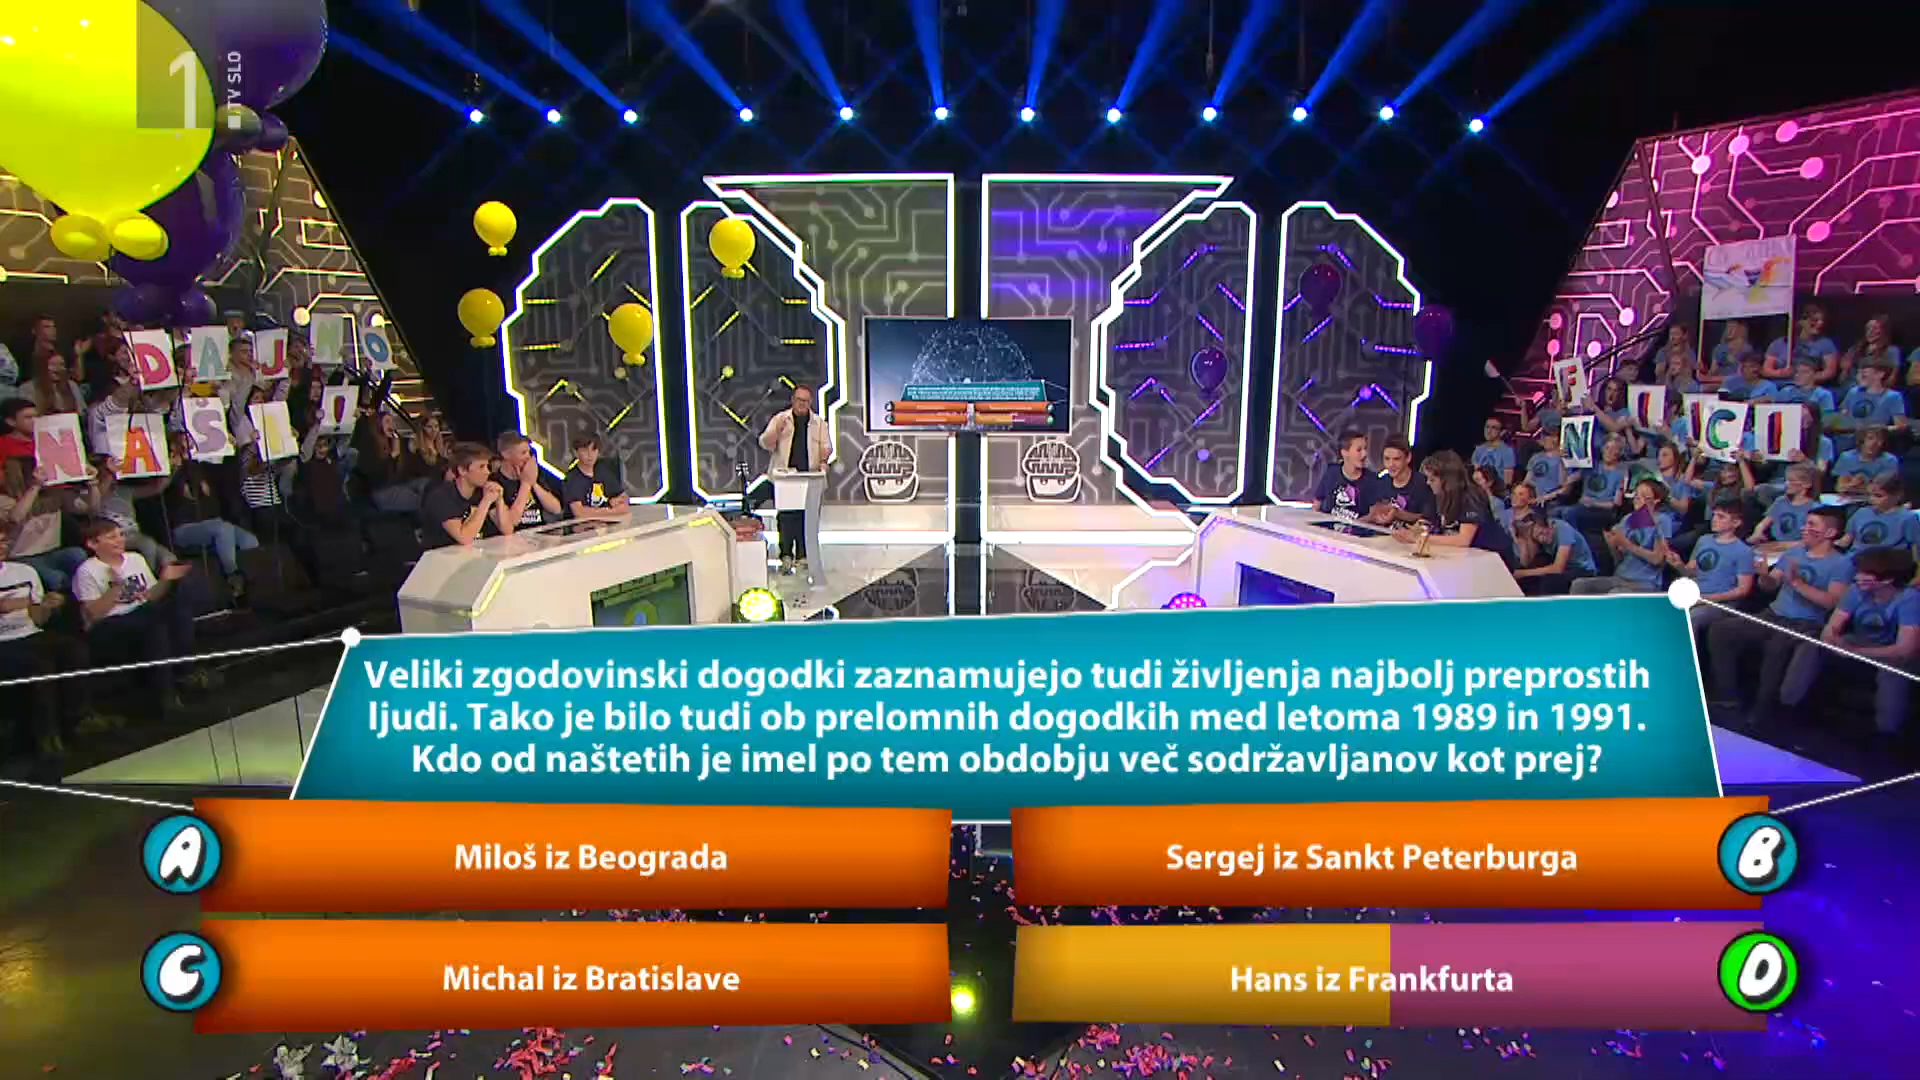 1
TV SLO
DAJMO
NAŠI!
FINICI
Veliki zgodovinski dogodki zaznamujejo tudi življenja najbolj preprostih
ljudi. Tako je bilo tudi ob prelomnih dogodkih med letoma 1989 in 1991.
Kdo od naštetih je imel po tem obdobju več sodržavljanov kot prej?
A Miloš iz Beograda
Sergej iz Sankt Peterburga B
C Michal iz Bratislave
Hans iz Frankfurta D